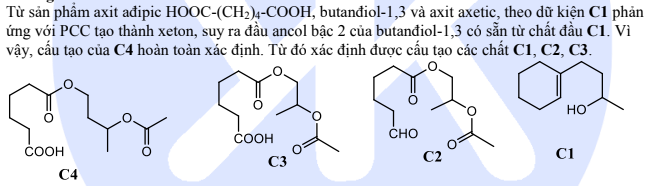 Từ sản phẩm axit ađipic HOOC-(CH₂)₄-COOH, butanđiol-1,3 và axit axetic, theo dữ kiện C1 phản
ứng với PCC tạo thành xeton, suy ra đầu ancol bậc 2 của butanđiol-1,3 có sẵn từ chất đầu C1. Vì
vậy, cấu tạo của C4 hoàn toàn xác định. Từ đó xác định được cấu tạo các chất C1, C2, C3.
O
O
O
O
COOH
C4
O
O
O
O
COOH
C3
O
O
O
O
CHO
C2
HO
C1